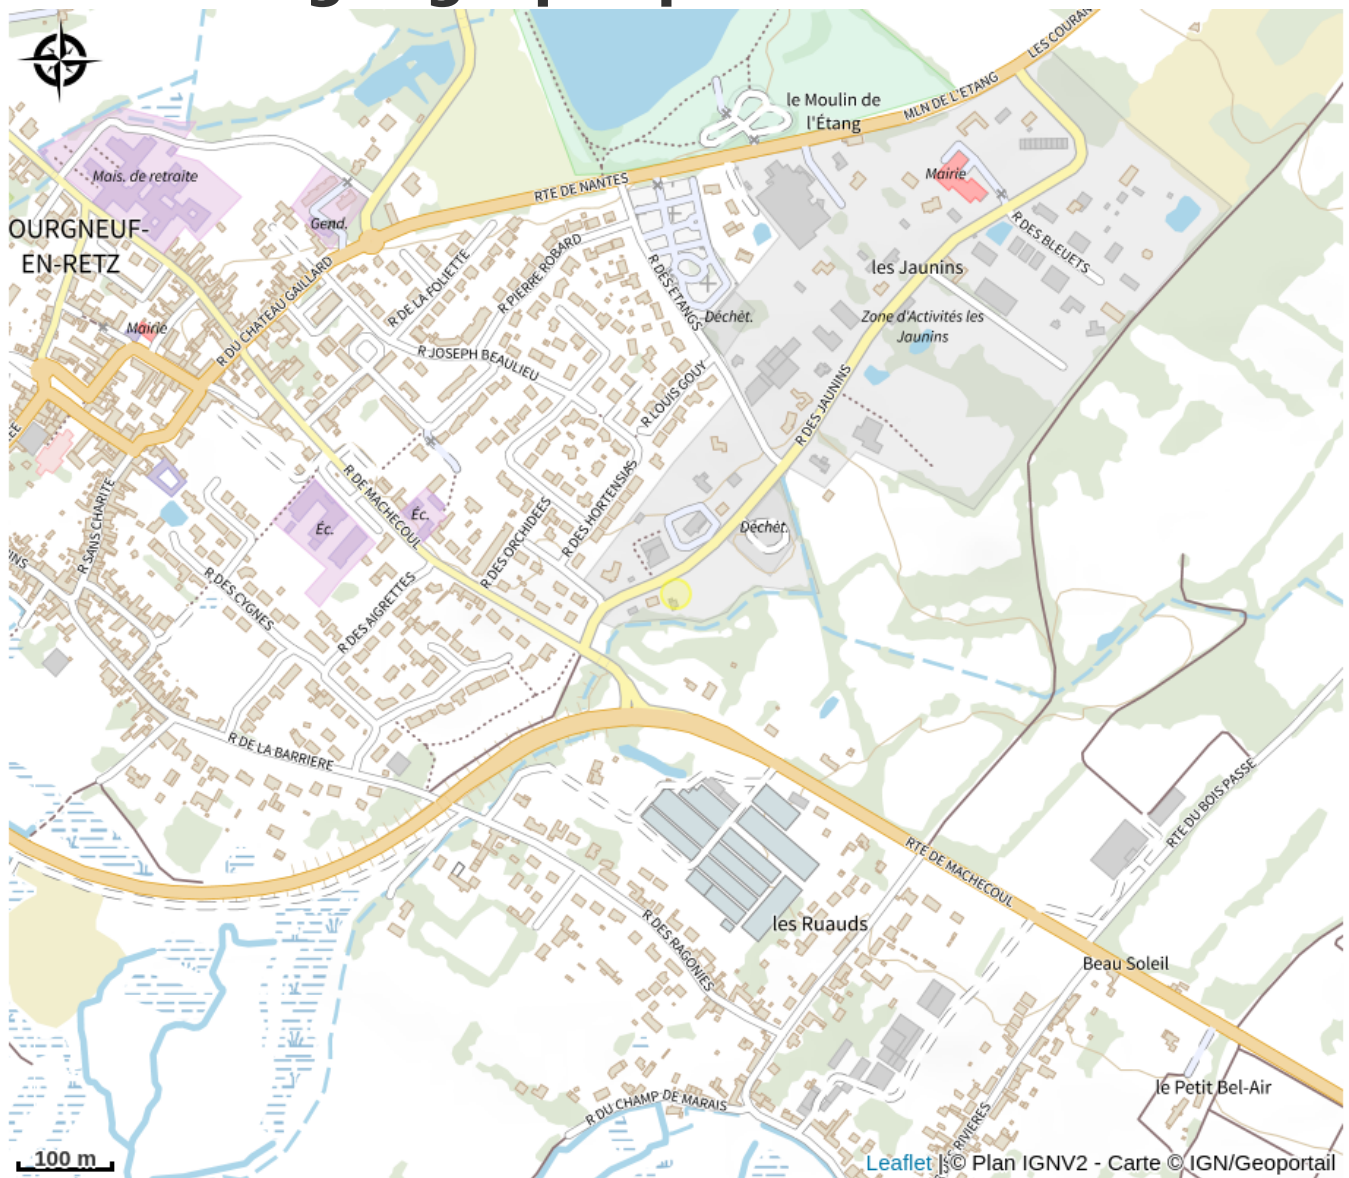 LES COURAN
MLN DE L'ETANG
le Moulin de
l'Étang
Mais. de retraite
Mairie
RTE DE NANTES
Gend.
R DES BLEUETS
OURGNEUF-
EN-RETZ
R PIERRE ROBARD
R DE LA FOLIETTE
les Jaunins
R DES ETANGS
R DU CHATEAU GAILLARD
Déchèt.
Zone d'Activités les
Jaunins
Mairie
R JOSEPH BEAULIEU
R LOUIS GOUY
R DES JAUNINS
R DE MACHECOUL
R SANS CHARITE
Éc.
Éc.
R DES ORCHIDEES
R DES HORTENSIAS
Déchèt.
INS
R DES CYGNES
R DES AIGRETTES
R DE LA BARRIERE
RTE DU BOIS PASSE
RTE DE MACHECOUL
les Ruauds
R DES RAGONIES
Beau Soleil
le Petit Bel-Air
R DU CHAMP DE MARAIS
RIVIERES
100 m
Leaflet | © Plan IGNV2 - Carte © IGN/Geoportail